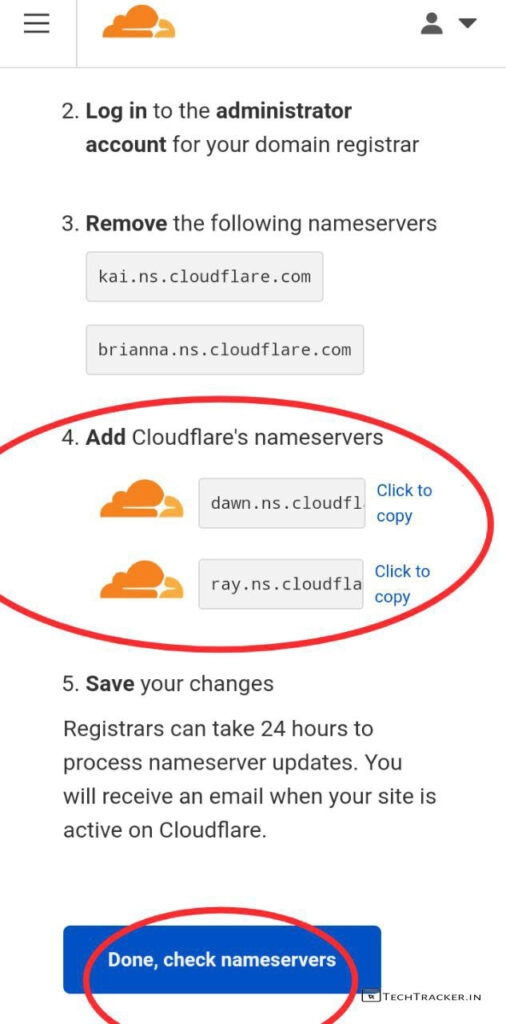 2. Log in to the administrator
account for your domain registrar
3. Remove the following nameservers
kai.ns.cloudflare.com
brianna.ns.cloudflare.com
4. Add Cloudflare's nameservers
dawn.ns.cloudfl
Click to
copy
ray.ns.cloudfla
Click to
copy
5. Save your changes
Registrars can take 24 hours to
process nameserver updates. You
will receive an email when your site is
active on Cloudflare.
Done, check nameservers
TECHTRACKER.IN